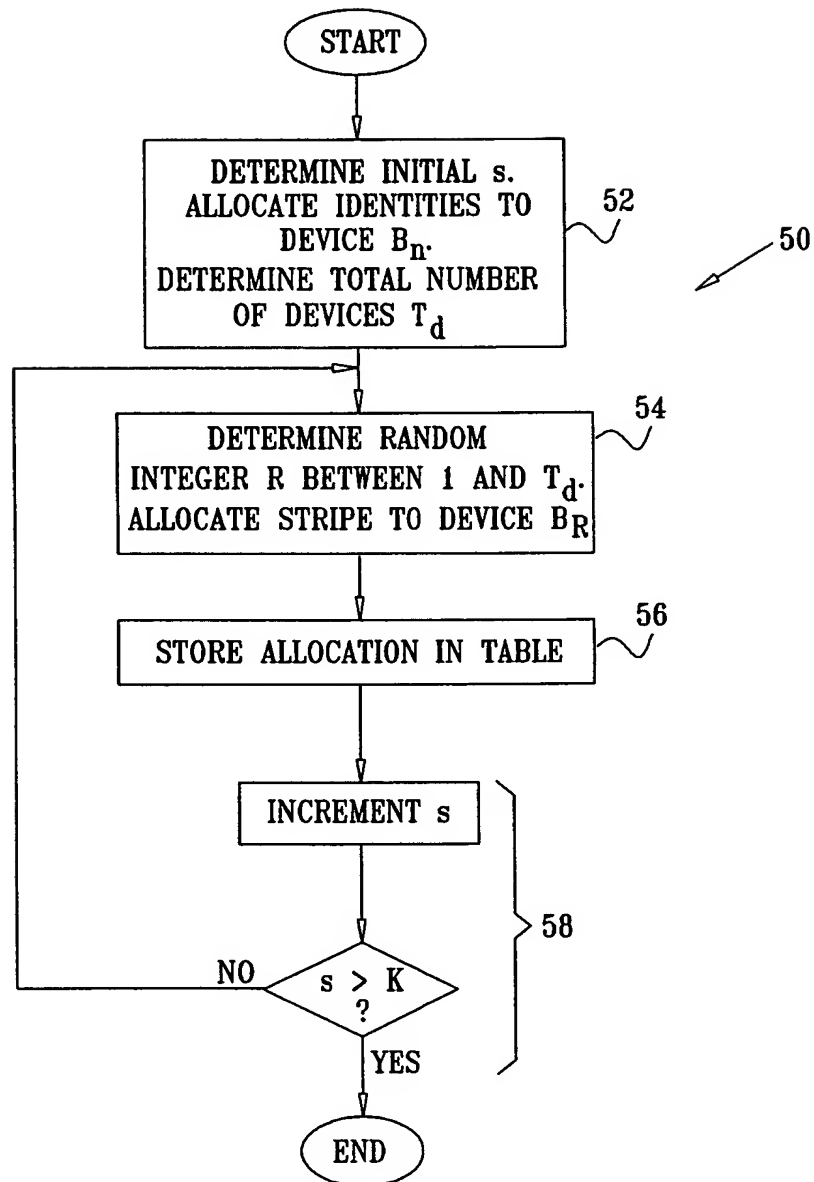 START
DETERMINE INITIAL s.
ALLOCATE IDENTITIES TO
DEVICE Bn.
DETERMINE TOTAL NUMBER
OF DEVICES Td
52
50
DETERMINE RANDOM
INTEGER R BETWEEN 1 AND Td.
ALLOCATE STRIPE TO DEVICE BR
54
STORE ALLOCATION IN TABLE
56
INCREMENT s
58
s > K
?
NO
YES
END